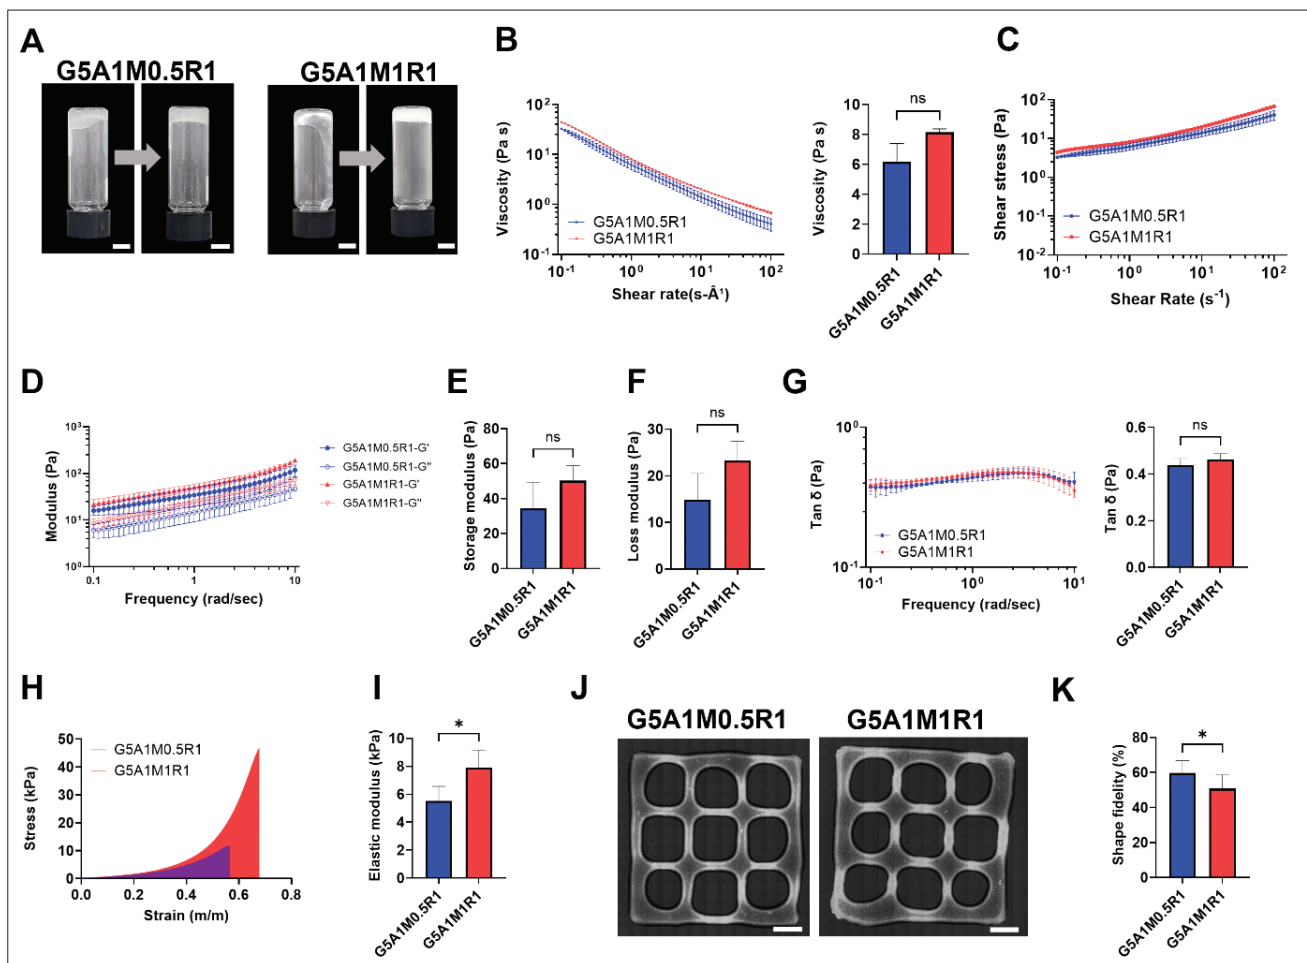 A
G5A1M0.5R1
G5A1M1R1
B
Viscosity (Pa s)
10²
10¹
10⁰
10⁻¹
G5A1M0.5R1
G5A1M1R1
10⁻¹
10⁰
10¹
10²
Shear rate(s-Â¹)
Viscosity (Pa s)
10
8
6
4
2
0
ns
G5A1M0.5R1
G5A1M1R1
C
Shear stress (Pa)
10²
10¹
10⁰
10⁻¹
10⁻²
G5A1M0.5R1
G5A1M1R1
10⁻¹
10⁰
10¹
10²
Shear Rate (s⁻¹)
D
Modulus (Pa)
10³
10²
10¹
10⁰
0.1
1
10
Frequency (rad/sec)
G5A1M0.5R1-G'
G5A1M0.5R1-G"
G5A1M1R1-G'
G5A1M1R1-G"
E
Storage modulus (Pa)
80
60
40
20
0
ns
G5A1M0.5R1
G5A1M1R1
F
Loss modulus (Pa)
30
20
10
0
ns
G5A1M0.5R1
G5A1M1R1
G
Tan δ (Pa)
10⁰
10⁻¹
G5A1M0.5R1
G5A1M1R1
10⁻¹
10⁰
10¹
Frequency (rad/sec)
Tan δ (Pa)
0.6
0.4
0.2
0.0
ns
G5A1M0.5R1
G5A1M1R1
H
Stress (kPa)
50
40
30
20
10
0
G5A1M0.5R1
G5A1M1R1
0.0
0.2
0.4
0.6
0.8
Strain (m/m)
I
Elastic modulus (kPa)
10
8
6
4
2
0
*
G5A1M0.5R1
G5A1M1R1
J
G5A1M0.5R1
G5A1M1R1
K
Shape fidelity (%)
80
60
40
20
0
*
G5A1M0.5R1
G5A1M1R1